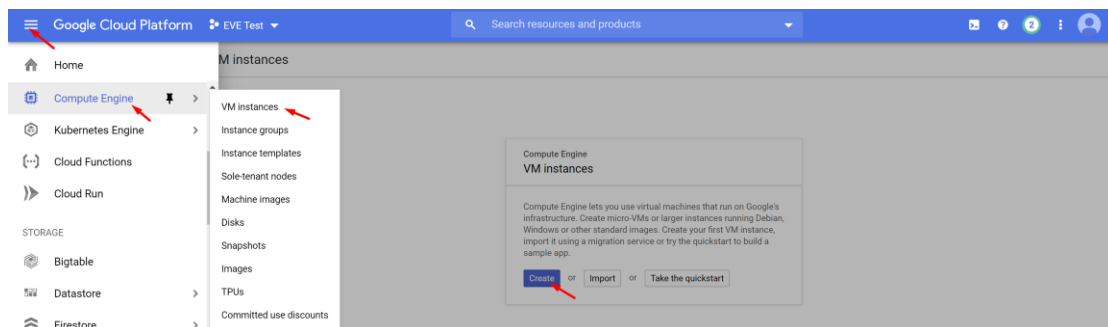 Google Cloud Platform EVE Test Search resources and products 2
Home
Compute Engine
Kubernetes Engine
Cloud Functions
Cloud Run
STORAGE
Bigtable
Datastore
Firestore
VM instances
VM instances
Instance groups
Instance templates
Sole-tenant nodes
Machine images
Disks
Snapshots
Images
TPUs
Committed use discounts
Compute Engine
VM instances
Compute Engine lets you use virtual machines that run on Google's
infrastructure. Create micro-VMs or larger instances running Debian,
Windows or other standard images. Create your first VM instance,
import it using a migration service or try the quickstart to build a
sample app.
Create or Import or Take the quickstart